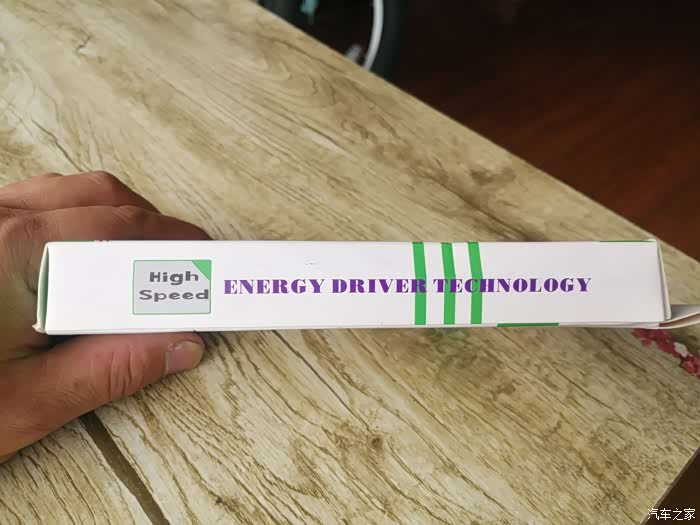 High
Speed
ENERGY DRIVER TECHNOLOGY
汽车之家